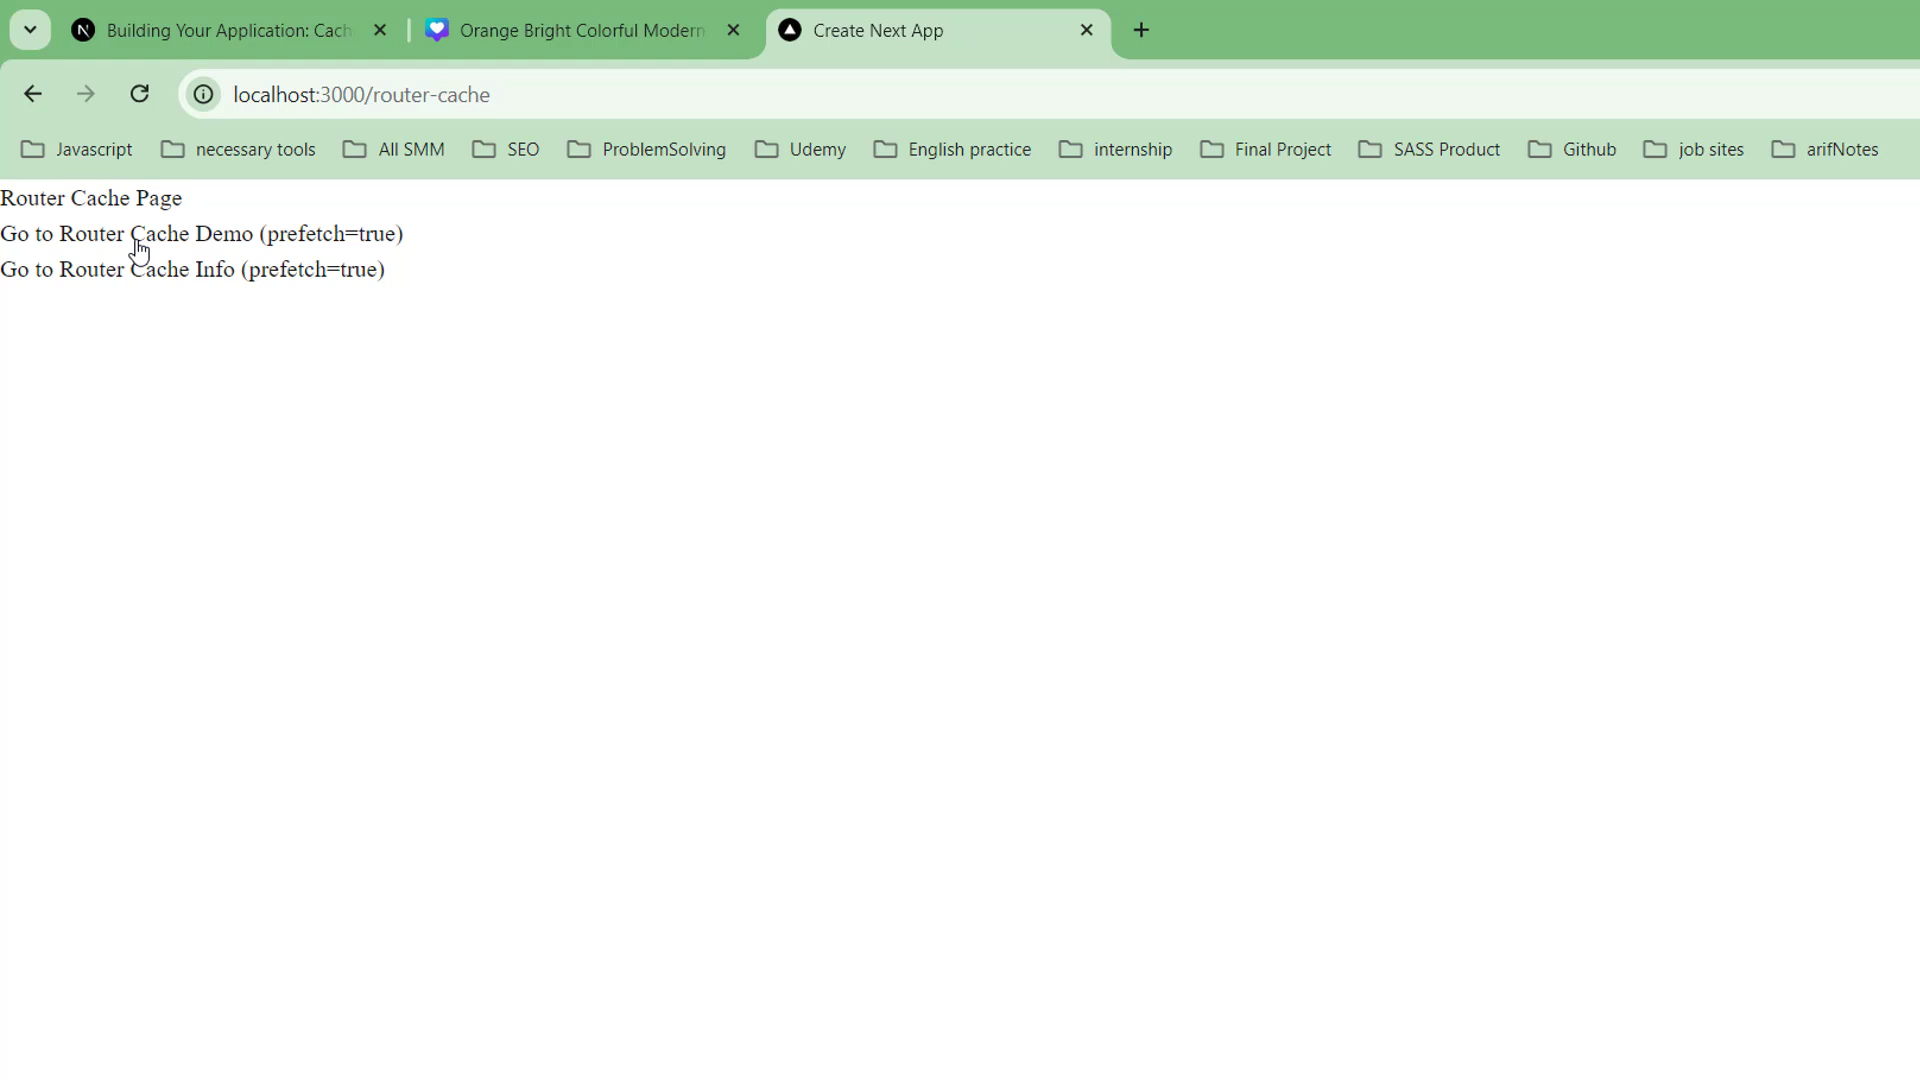 Building Your Application: Cach
Orange Bright Colorful Modern
Create Next App
localhost:3000/router-cache
Javascript
necessary tools
All SMM
SEO
ProblemSolving
Udemy
English practice
internship
Final Project
SASS Product
Github
job sites
arifNotes
Router Cache Page
Go to Router Cache Demo (prefetch=true)
Go to Router Cache Info (prefetch=true)